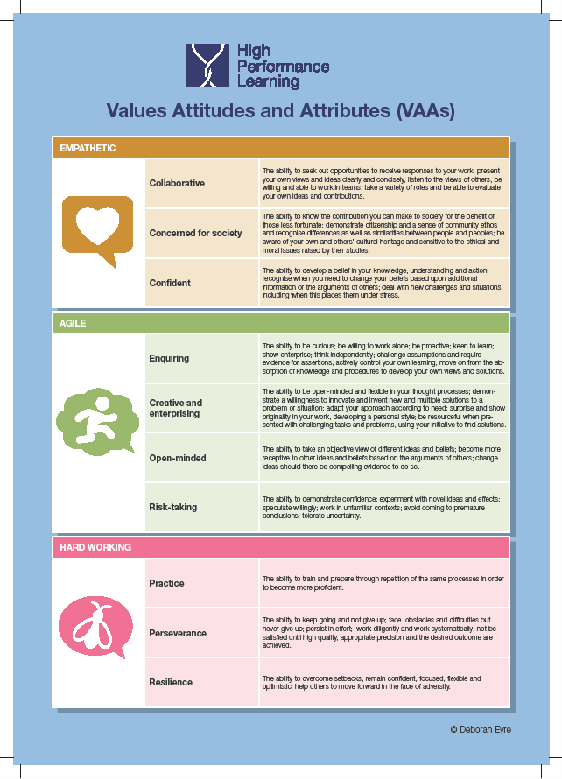 High
Performance
Learning
Values Attitudes and Attributes (VAAs)
EMPATHETIC
Collaborative
The ability to seek out opportunities to receive responses to your work; present
your own views and ideas clearly and concisely, listen to the views of others, be
willing and able to work in teams; take a variety of roles and be able to evaluate
your own ideas and contributions.
Concerned for society
The ability to know the contribution you can make to society for the benefit of
those less fortunate; demonstrate citizenship and a sense of community ethos
and recognise differences as well as similarities between people and peoples; be
aware of your own and others' cultural heritage and sensitive to the ethical and
moral issues raised by their studies.
Confident
The ability to develop a belief in your knowledge, understanding and action
recognise when you need to change your beliefs based upon additional
information or the arguments of others; deal with new challenges and situations,
including when this places them under stress.
AGILE
Enquiring
The ability to be curious; be willing to work alone; be proactive; keen to learn;
show enterprise; think independently; challenge assumptions and require
evidence for assertions, actively control your own learning, move on from the ab-
sorption of knowledge and procedures to develop your own views and solutions.
Creative and
enterprising
The ability to be open-minded and flexible in your thought processes; demon-
strate a willingness to innovate and invent new and multiple solutions to a
problem or situation; adapt your approach according to need; surprise and show
originality in your work, developing a personal style; be resourceful when pre-
sented with challenging tasks and problems, using your initiative to find solutions.
Open-minded
The ability to take an objective view of different ideas and beliefs; become more
receptive to other ideas and beliefs based on the arguments of others; change
ideas should there be compelling evidence to do so.
Risk-taking
The ability to demonstrate confidence; experiment with novel ideas and effects;
speculate willingly; work in unfamiliar contexts; avoid coming to premature
conclusions, tolerate uncertainty.
HARD WORKING
Practice
The ability to train and prepare through repetition of the same processes in order
to become more proficient.
Perseverance
The ability to keep going and not give up; face obstacles and difficulties but
never give up; persist in effort; work diligently and work systematically; not be
satisfied until high quality, appropriate precision and the desired outcome are
achieved.
Resilience
The ability to overcome setbacks, remain confident, focused, flexible and
optimistic; help others to move forward in the face of adversity.
© Deborah Eyre